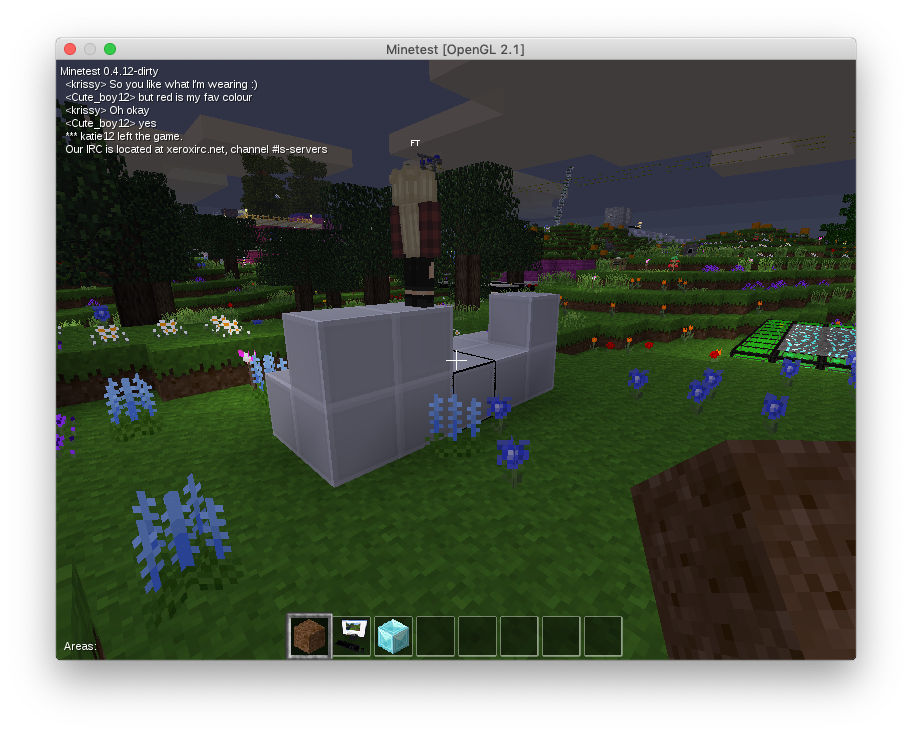 Minetest [OpenGL 2.1]
Minetest 0.4.12-dirty
<krissy> So you like what I'm wearing :)
<Cute_boy12> but red is my fav colour
<krissy> Oh okay
<Cute_boy12> yes
*** katie12 left the game.
Our IRC is located at xeroxirc.net, channel #ls-servers
FT
Areas: